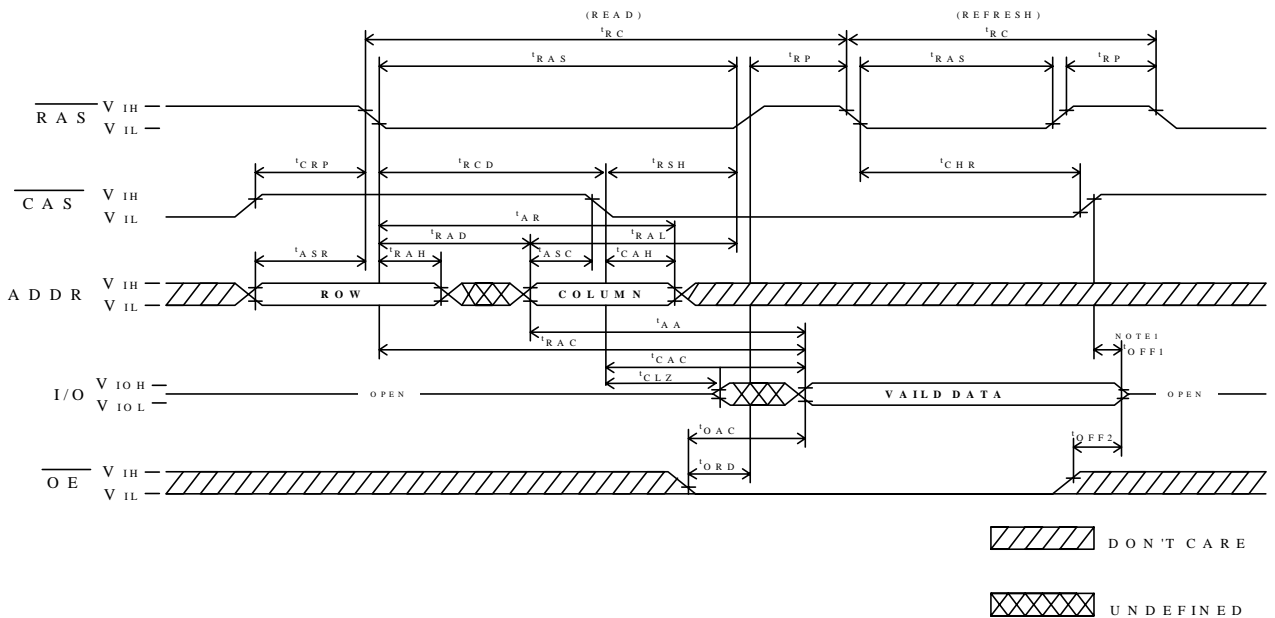 (READ) (REFRESH)
tRC tRC
tRAS tRP tRAS tRP
RAS VIH
VIL
tCRP tRCD tRSH tCHR
CAS VIH
VIL
tAR
tRAD tRAL
tASR tRAH tASC tCAH
ADDR VIH
VIL
ROW COLUMN
tAA
tRAC NOTE1
tCAC tOFF1
tCLZ
I/O VIOH
VIOL
OPEN VAILD DATA OPEN
tOAC tOFF2
tORD
OE VIH
VIL
DON'T CARE
UNDEFINED